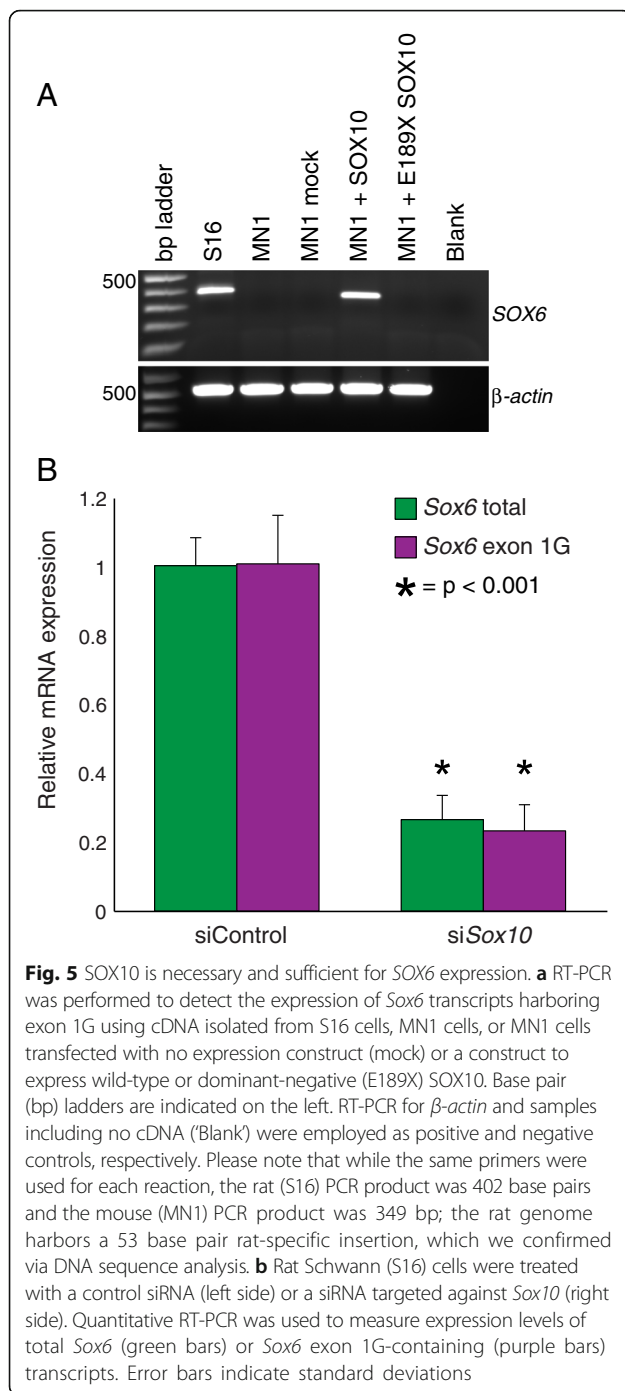 A
bp ladder
S16
MN1
MN1 mock
MN1 + SOX10
MN1 + E189X SOX10
Blank
500
SOX6
500
β-actin
B
1.2
1
0.8
0.6
0.4
0.2
0
Relative mRNA expression
Sox6 total
Sox6 exon 1G
* = p < 0.001
* *
siControl siSox10
Fig. 5 SOX10 is necessary and sufficient for SOX6 expression. a RT-PCR
was performed to detect the expression of Sox6 transcripts harboring
exon 1G using cDNA isolated from S16 cells, MN1 cells, or MN1 cells
transfected with no expression construct (mock) or a construct to
express wild-type or dominant-negative (E189X) SOX10. Base pair
(bp) ladders are indicated on the left. RT-PCR for β-actin and samples
including no cDNA (‘Blank’) were employed as positive and negative
controls, respectively. Please note that while the same primers were
used for each reaction, the rat (S16) PCR product was 402 base pairs
and the mouse (MN1) PCR product was 349 bp; the rat genome
harbors a 53 base pair rat-specific insertion, which we confirmed
via DNA sequence analysis. b Rat Schwann (S16) cells were treated
with a control siRNA (left side) or a siRNA targeted against Sox10 (right
side). Quantitative RT-PCR was used to measure expression levels of
total Sox6 (green bars) or Sox6 exon 1G-containing (purple bars)
transcripts. Error bars indicate standard deviations